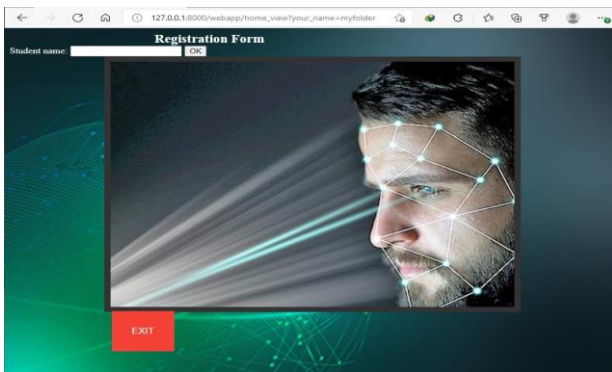 127.0.0.1:8000/webapp/home_view?your_name=myfolder
Registration Form
Student name: OK
EXIT